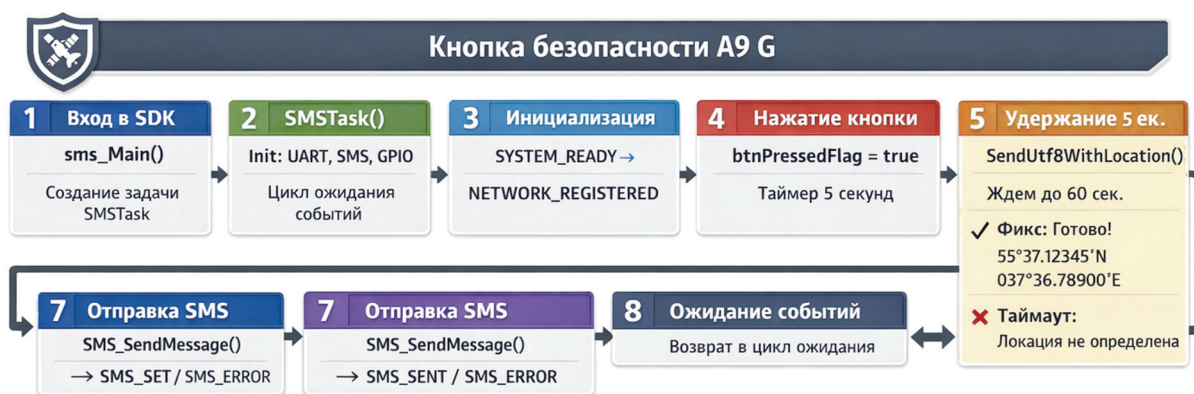 Кнопка безопасности A9 G
1 Вход в SDK
sms_Main()
Создание задачи
SMSTask
2 SMSTask()
Init: UART, SMS, GPIO
Цикл ожидания
событий
3 Инициализация
SYSTEM_READY→
NETWORK_REGISTERED
4 Нажатие кнопки
btnPressedFlag = true
Таймер 5 секунд
5 Удержание 5 ек.
SendUtf8WithLocation()
Ждем до 60 сек.
✓ Фикс: Готово!
55°37.12345'N
037°36.78900'E
✗ Таймаут:
Локация не определена
7 Отправка SMS
SMS_SendMessage()
→ SMS_SET / SMS_ERROR
7 Отправка SMS
SMS_SendMessage()
→ SMS_SENT / SMS_ERROR
8 Ожидание событий
Возврат в цикл ожидания